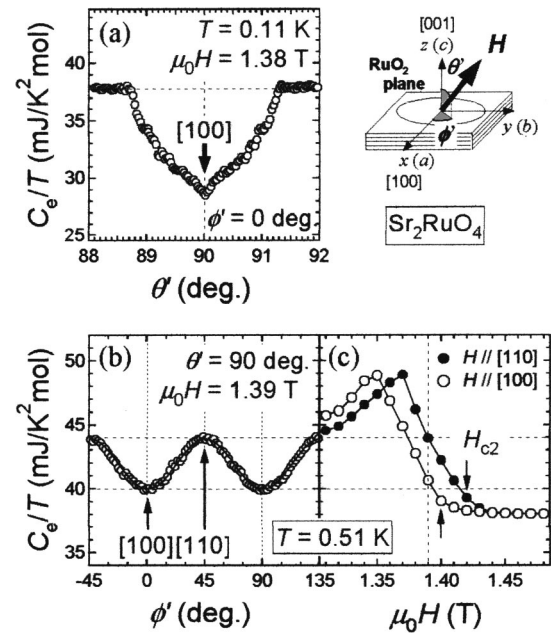 (a)
T = 0.11 K
μ₀H = 1.38 T
[100]
ϕ′ = 0 deg.
Cₑ/T (mJ/K²mol)
40
35
30
25
88 89 90 91 92
θ′ (deg.)
[001]
z (c)
H
θ′
RuO₂
plane
ϕ′
y (b)
x (a)
[100]
Sr₂RuO₄
(b)
θ′ = 90 deg.
μ₀H = 1.39 T
[100][110]
T = 0.51 K
Cₑ/T (mJ/K²mol)
50
45
40
35
-45 0 45 90 135
ϕ′ (deg.)
(c)
H // [110]
H // [100]
H꜀₂
1.35 1.40 1.45
μ₀H (T)